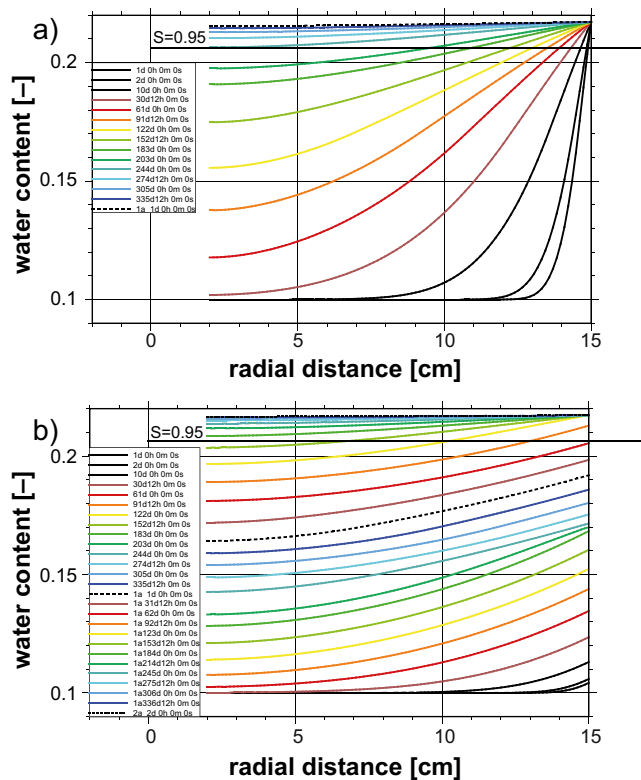 a)
S=0.95
0.2
0.15
0.1
water content [–]
1d 0h 0m 0s
2d 0h 0m 0s
10d 0h 0m 0s
30d12h 0m 0s
61d 0h 0m 0s
91d12h 0m 0s
122d 0h 0m 0s
152d12h 0m 0s
183d 0h 0m 0s
203d 0h 0m 0s
244d 0h 0m 0s
274d12h 0m 0s
305d 0h 0m 0s
335d12h 0m 0s
1a 1d 0h 0m 0s
0 5 10 15
radial distance [cm]
b)
S=0.95
0.2
0.15
0.1
water content [–]
1d 0h 0m 0s
2d 0h 0m 0s
10d 0h 0m 0s
30d12h 0m 0s
61d 0h 0m 0s
91d12h 0m 0s
122d 0h 0m 0s
152d12h 0m 0s
183d 0h 0m 0s
203d 0h 0m 0s
244d 0h 0m 0s
274d12h 0m 0s
305d 0h 0m 0s
335d12h 0m 0s
1a 1d 0h 0m 0s
1a 31d12h 0m 0s
1a 62d 0h 0m 0s
1a 92d12h 0m 0s
1a123d 0h 0m 0s
1a153d12h 0m 0s
1a184d 0h 0m 0s
1a214d12h 0m 0s
1a245d 0h 0m 0s
1a275d12h 0m 0s
1a306d 0h 0m 0s
1a336d12h 0m 0s
2a 2d 0h 0m 0s
0 5 10 15
radial distance [cm]